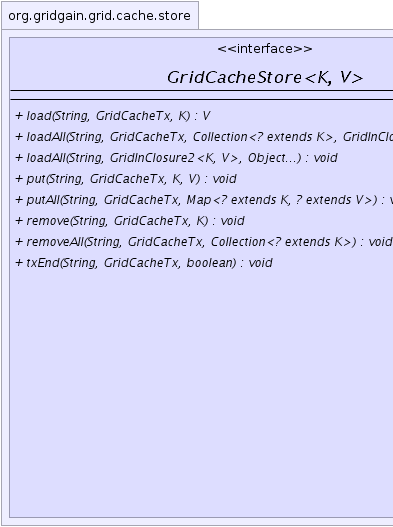 org.gridgain.grid.cache.store
<<interface>>
GridCacheStore<K, V>
+ load(String, GridCacheTx, K) : V
+ loadAll(String, GridCacheTx, Collection<? extends K>, GridInClo
+ loadAll(String, GridInClosure2<K, V>, Object...) : void
+ put(String, GridCacheTx, K, V) : void
+ putAll(String, GridCacheTx, Map<? extends K, ? extends V>) : v
+ remove(String, GridCacheTx, K) : void
+ removeAll(String, GridCacheTx, Collection<? extends K>) : void
+ txEnd(String, GridCacheTx, boolean) : void